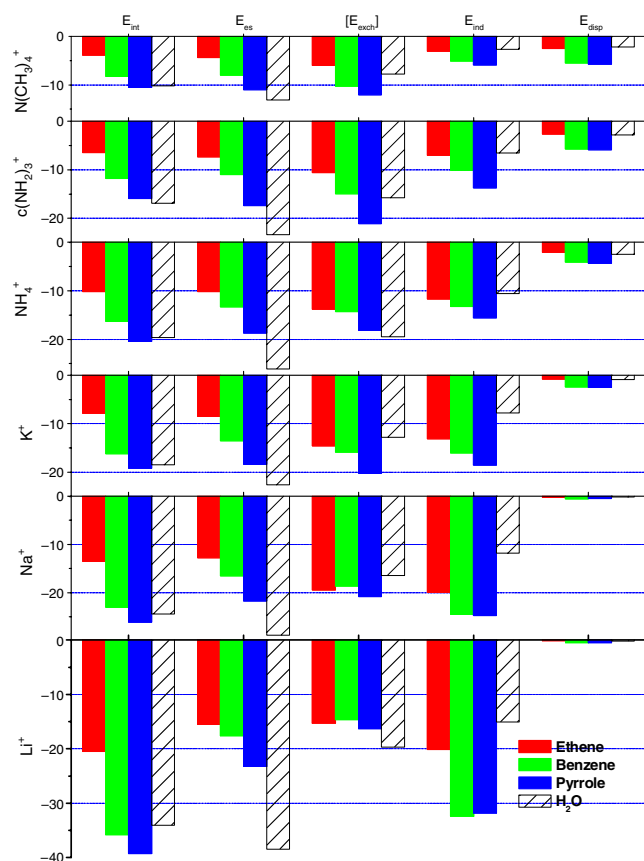 E_int E_es [E_exch] E_ind E_disp
N(CH3)4+
0
-10
c(NH2)3+
0
-10
-20
NH4+
0
-10
-20
K+
0
-10
-20
Na+
0
-10
-20
Li+
0
-10
-20
-30
-40
Ethene
Benzene
Pyrrole
H2O